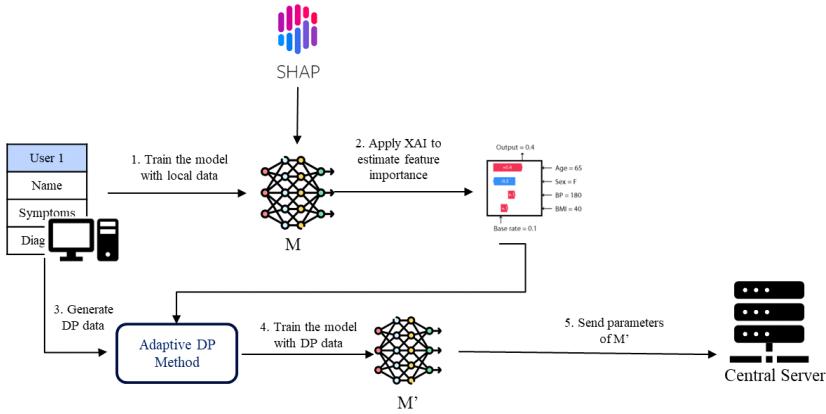 SHAP
User 1
Name
Symptoms
1. Train the model
with local data
M
2. Apply XAI to
estimate feature
importance
Output = 0.4
Age = 65
Sex = F
BP = 180
BMI = 40
Base rate = 0.1
3. Generate
DP data
Adaptive DP
Method
4. Train the model
with DP data
M’
5. Send parameters
of M’
Central Server